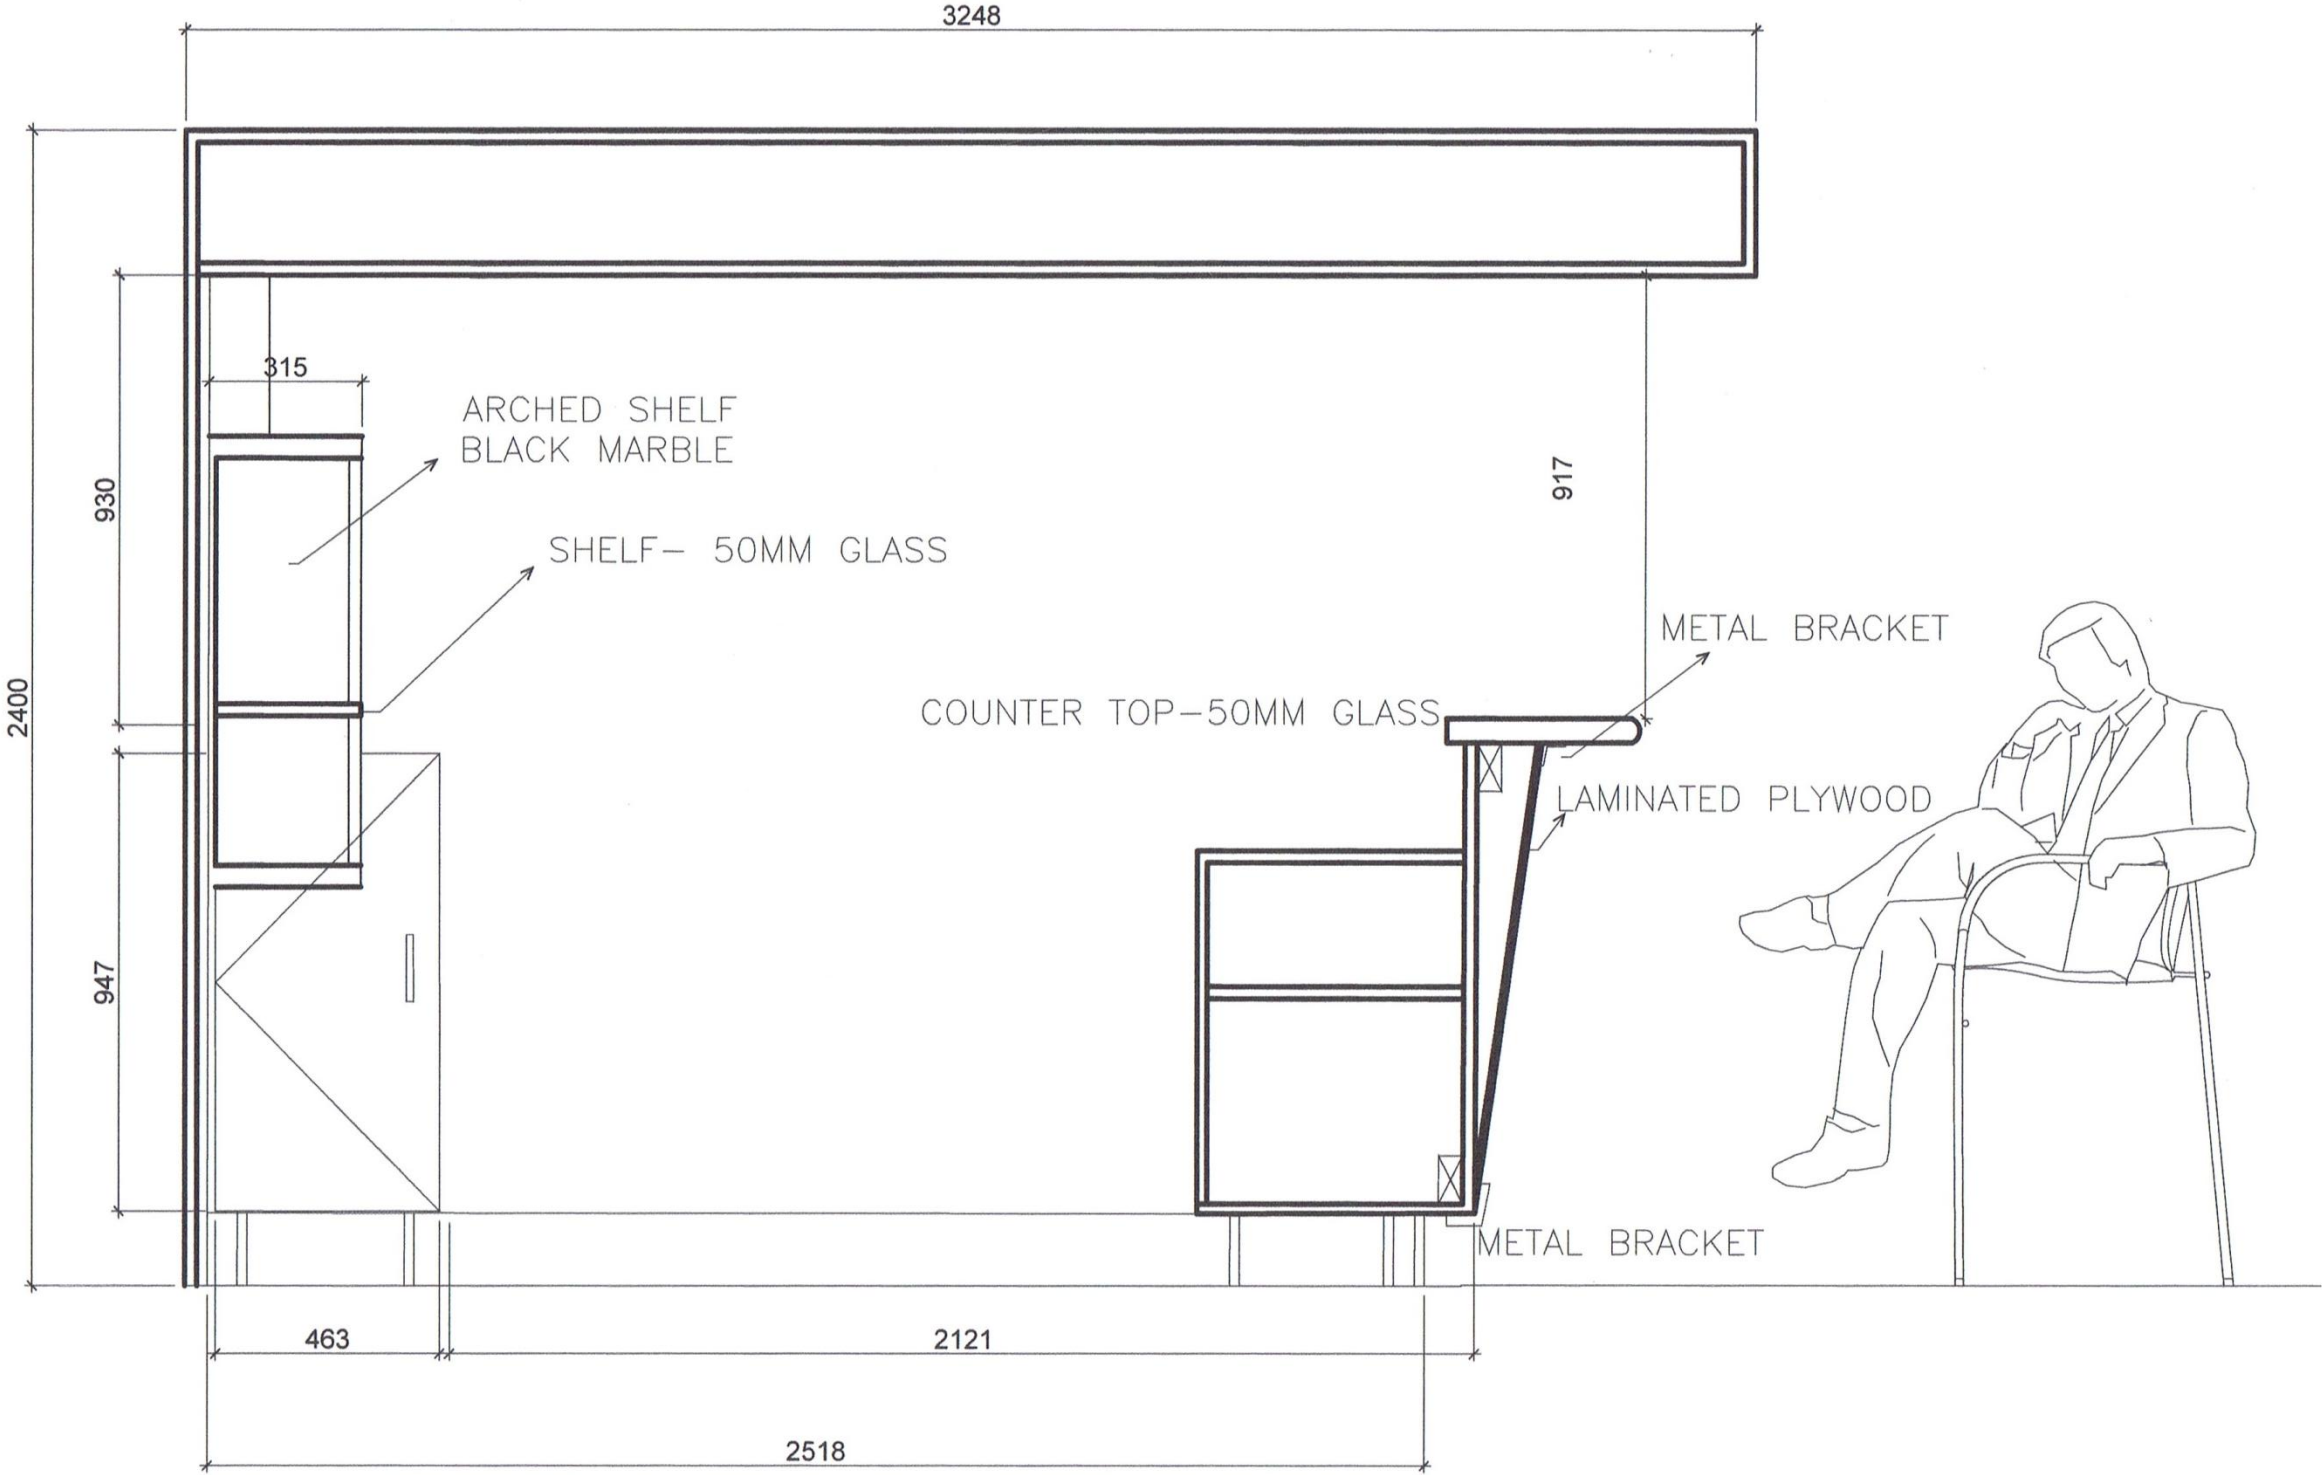 3248
315
ARCHED SHELF
BLACK MARBLE
930
917
SHELF- 50MM GLASS
METAL BRACKET
2400
COUNTER TOP-50MM GLASS
LAMINATED PLYWOOD
947
METAL BRACKET
463
2121
2518